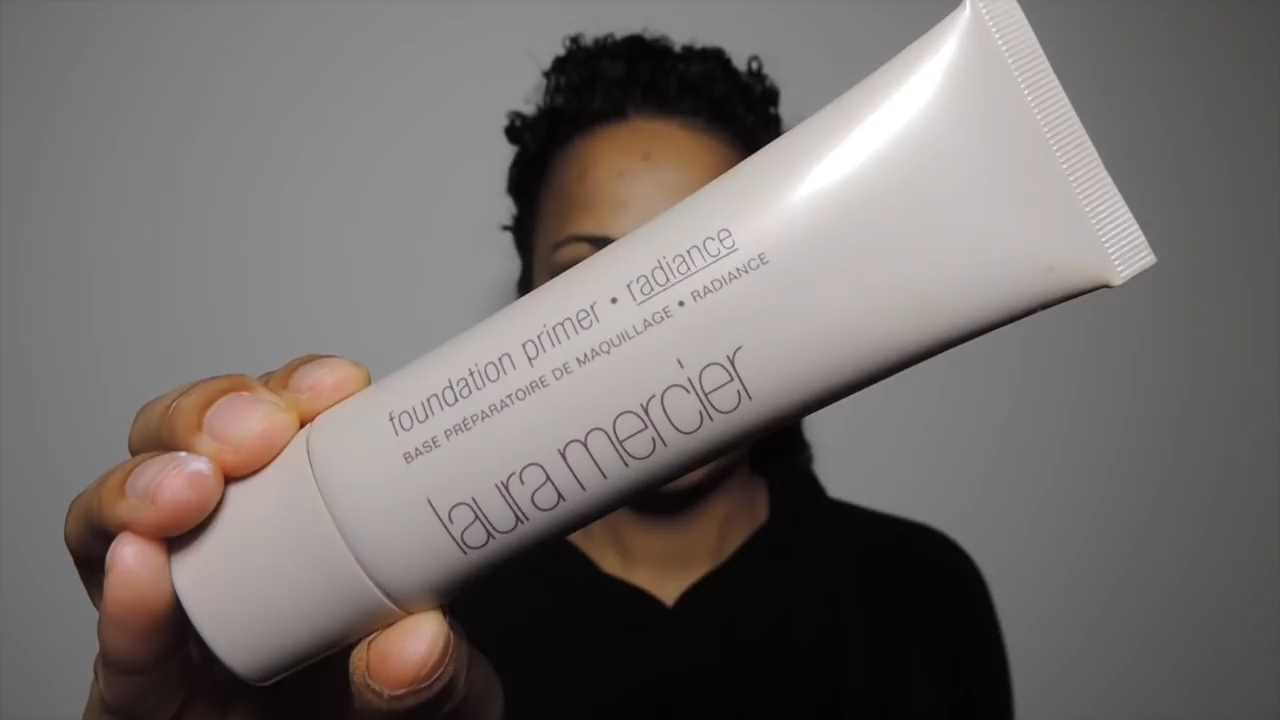 foundation primer • radiance
BASE PRÉPARATOIRE DE MAQUILLAGE • RADIANCE
laura mercier